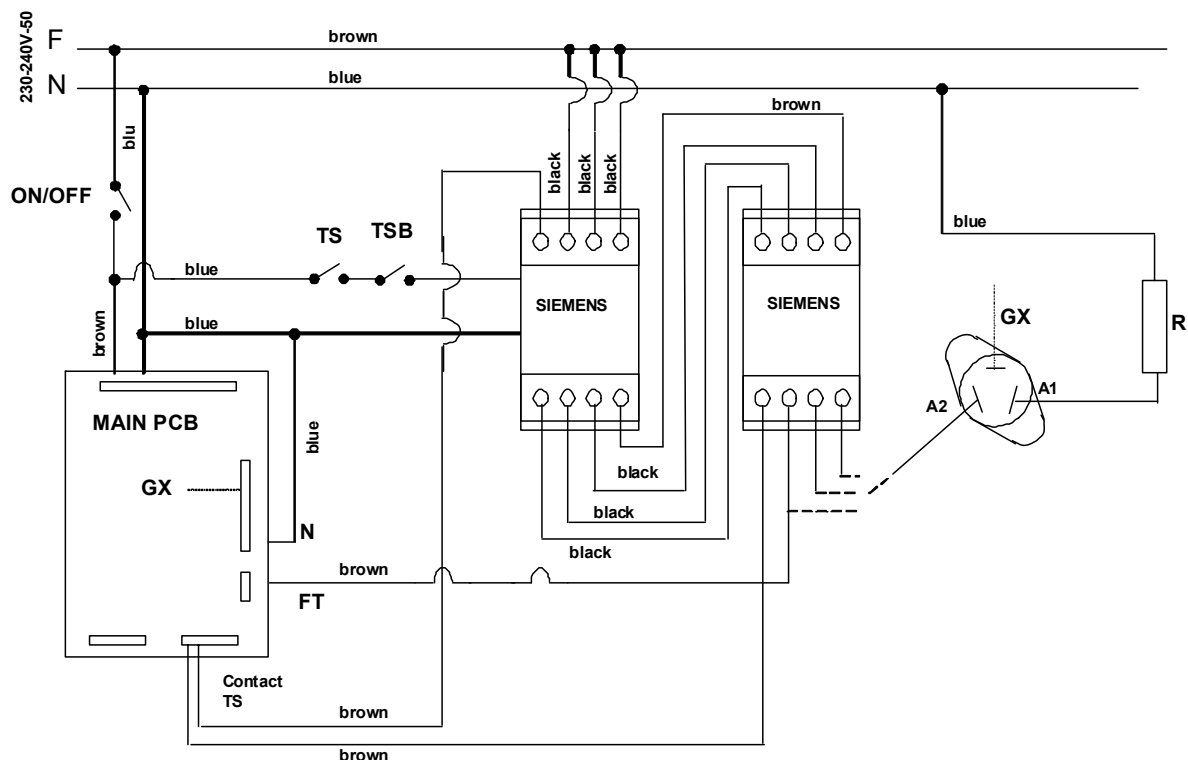 230-240V-50
F
brown
N
blue
blu
ON/OFF
TS
TSB
blue
black
black
black
brown
blue
SIEMENS
SIEMENS
GX
R
brown
blue
MAIN PCB
blue
A2
A1
GX
black
N
black
black
brown
FT
Contact
TS
brown
brown